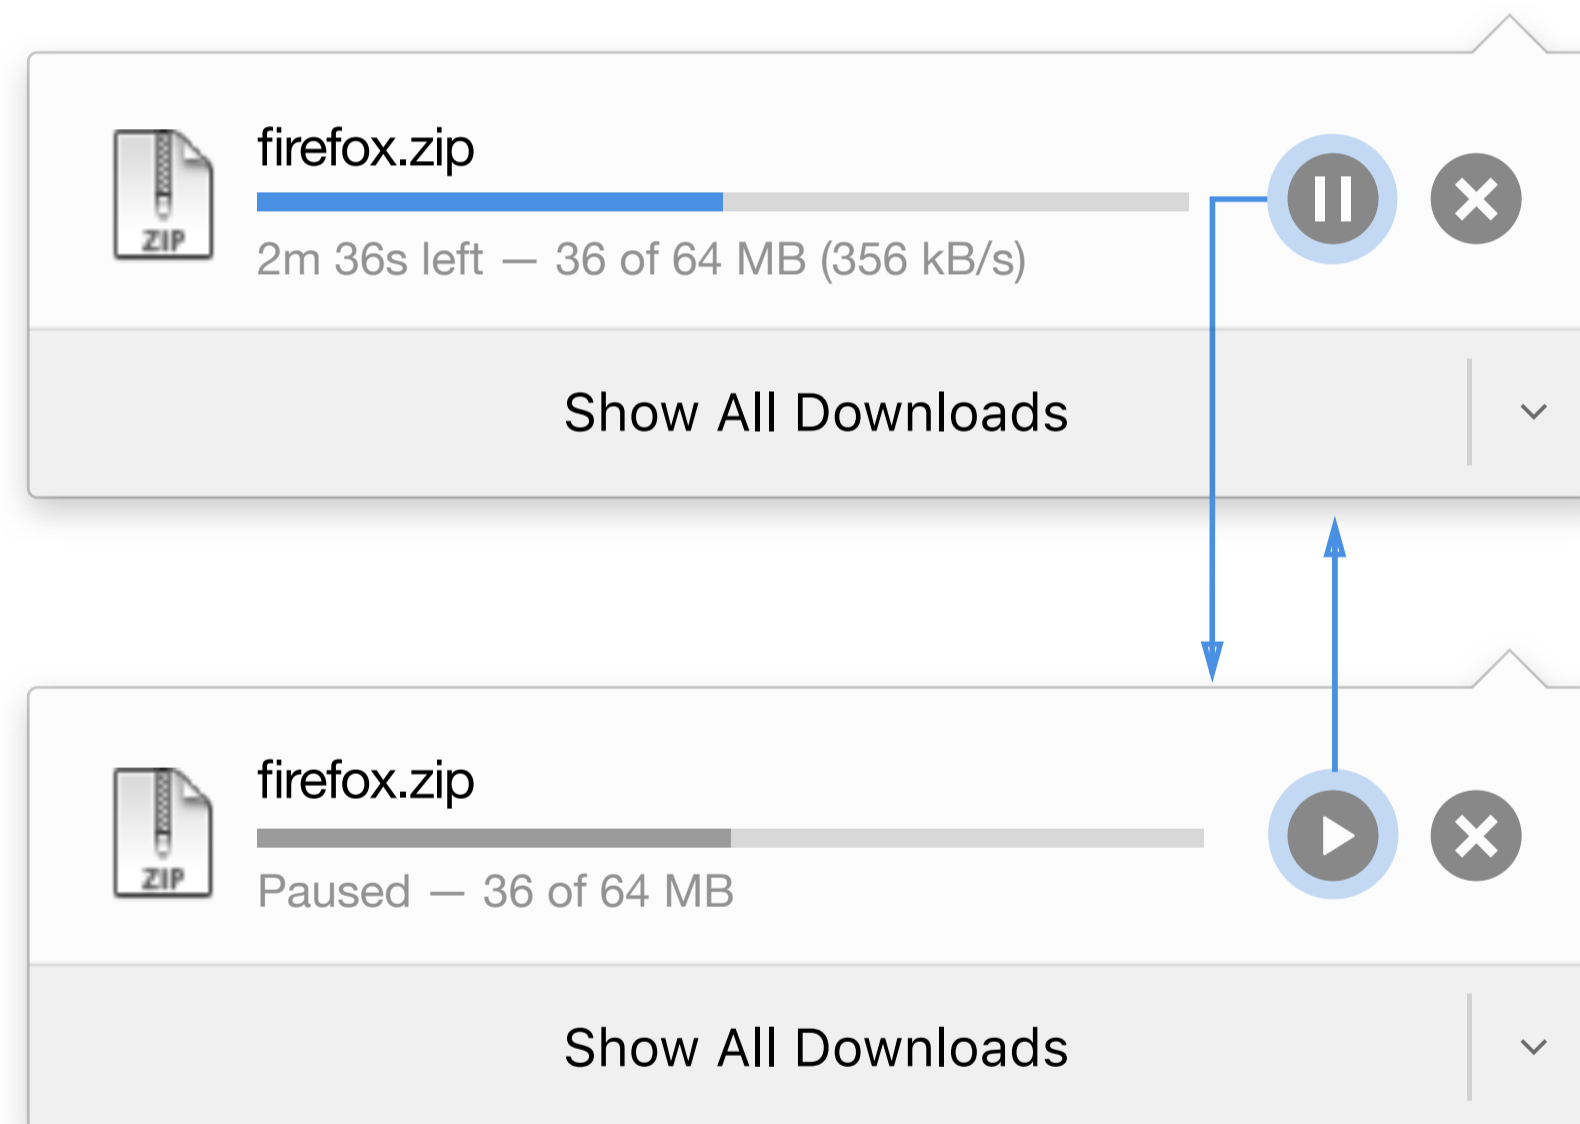 firefox.zip
ZIP
2m 36s left — 36 of 64 MB (356 kB/s)
Show All Downloads
firefox.zip
ZIP
Paused — 36 of 64 MB
Show All Downloads